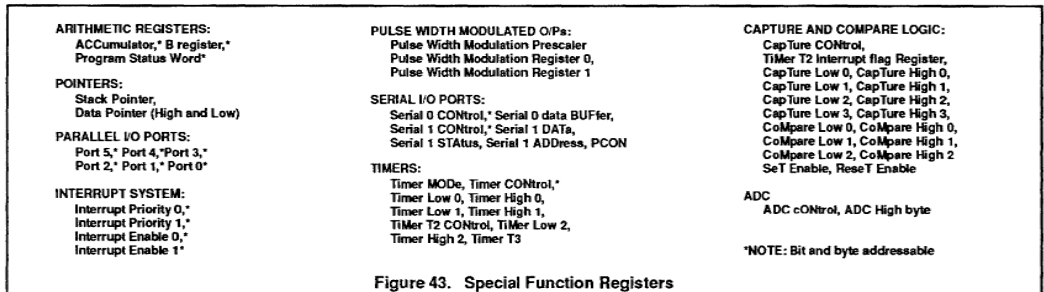 ARITHMETIC REGISTERS:
ACCumulator,* B register,*
Program Status Word*
POINTERS:
Stack Pointer,
Data Pointer (High and Low)
PARALLEL I/O PORTS:
Port 5,* Port 4,*Port 3,*
Port 2,* Port 1,* Port 0*
INTERRUPT SYSTEM:
Interrupt Priority 0,*
Interrupt Priority 1,*
Interrupt Enable 0,*
Interrupt Enable 1*
PULSE WIDTH MODULATED O/Ps:
Pulse Width Modulation Prescaler
Pulse Width Modulation Register 0,
Pulse Width Modulation Register 1
SERIAL I/O PORTS:
Serial 0 CONtrol,* Serial 0 data BUFfer,
Serial 1 CONtrol,* Serial 1 DATa,
Serial 1 STAtus, Serial 1 ADDress, PCON
TIMERS:
Timer MODe, Timer CONtrol,*
Timer Low 0, Timer High 0,
Timer Low 1, Timer High 1,
TiMer T2 CONtrol, TiMer Low 2,
Timer High 2, Timer T3
CAPTURE AND COMPARE LOGIC:
CapTure CONtrol,
TiMer T2 Interrupt flag Register,
CapTure Low 0, CapTure High 0,
CapTure Low 1, CapTure High 1,
CapTure Low 2, CapTure High 2,
CapTure Low 3, CapTure High 3,
CoMpare Low 0, CoMpare High 0,
CoMpare Low 1, CoMpare High 1,
CoMpare Low 2, CoMpare High 2
SeT Enable, ReseT Enable
ADC
ADC cONtrol, ADC High byte
*NOTE: Bit and byte addressable
Figure 43. Special Function Registers